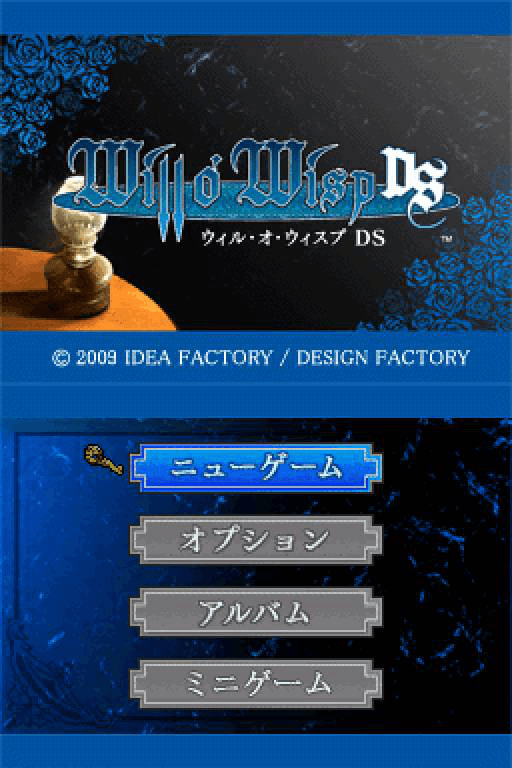 Will o' Wisp DS
ウィル・オ・ウィスプ DS
™
© 2009 IDEA FACTORY / DESIGN FACTORY
ニューゲーム
オプション
アルバム
ミニゲーム